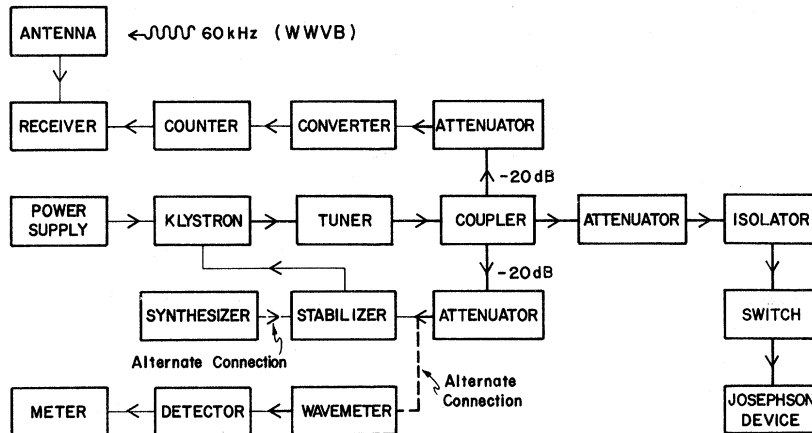 ANTENNA
60 kHz (WWVB)
RECEIVER
COUNTER
CONVERTER
ATTENUATOR
-20 dB
POWER
SUPPLY
KLYSTRON
TUNER
COUPLER
ATTENUATOR
ISOLATOR
-20 dB
SYNTHESIZER
STABILIZER
ATTENUATOR
SWITCH
Alternate Connection
Alternate
Connection
METER
DETECTOR
WAVEMETER
JOSEPHSON
DEVICE